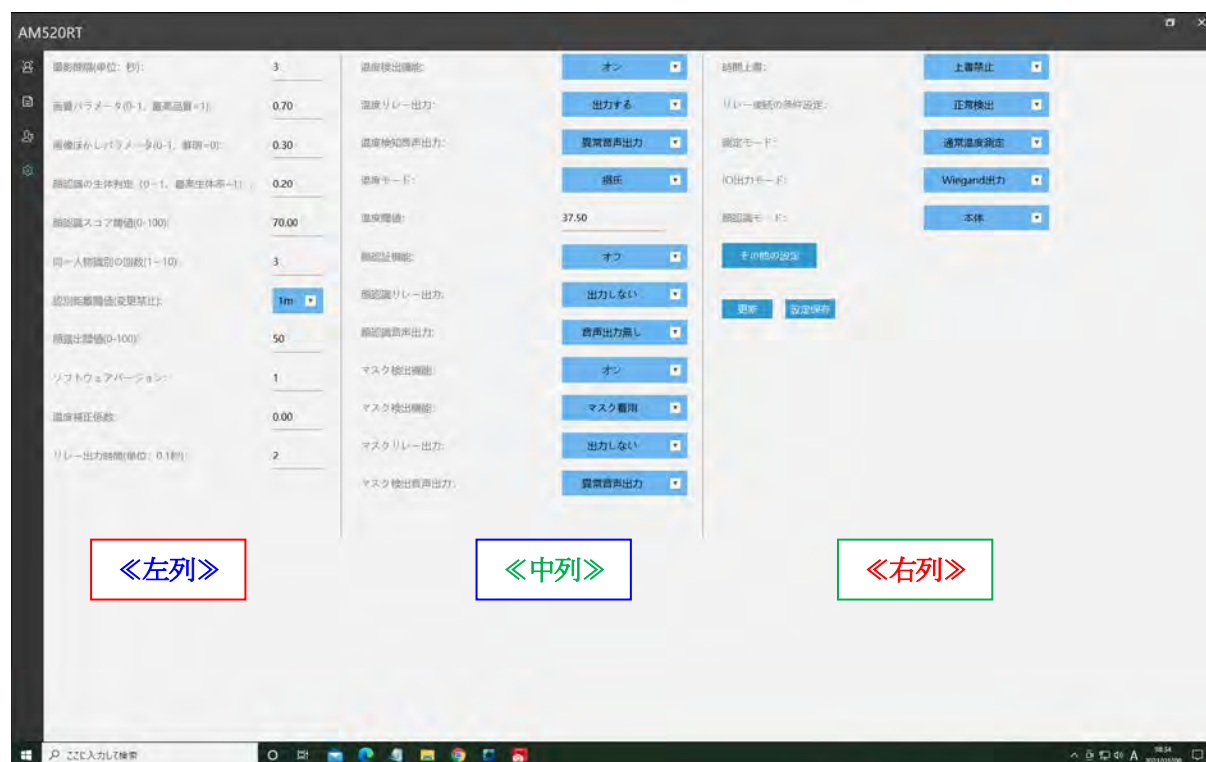 AM520RT
撮影間隔(単位：秒):
3
画質パラメータ(0-1、最高品質=1):
0.70
画像ぼかしパラメータ(0-1、鮮明=0):
0.30
顔認識の生体判定（0-1、最高生体率=1）:
0.20
顔認識スコア閾値(0-100):
70.00
同一人物識別の回数(1-10):
3
認別距離閾値(変更禁止):
1m
顔露出閾値(0-100):
50
ソフトウェアバージョン:
1
温度補正係数:
0.00
リレー出力時間(単位：0.1秒):
2
≪左列≫
温度検出機能:
オン
温度リレー出力:
出力する
温度検知音声出力:
異常音声出力
温度モード:
摂氏
温度閾値:
37.50
顔認証機能:
オフ
顔認識リレー出力:
出力しない
顔認識音声出力:
音声出力無し
マスク検出機能:
オン
マスク検出機能:
マスク着用
マスクリレー出力:
出力しない
マスク検出音声出力:
異常音声出力
≪中列≫
時間上書:
上書禁止
リレー接続の条件設定:
正常検出
測定モード:
通常温度測定
IO出力モード:
Wiegand出力
顔認識モード:
本体
その他の設定
更新
設定保存
≪右列≫
ここに入力して検索
A